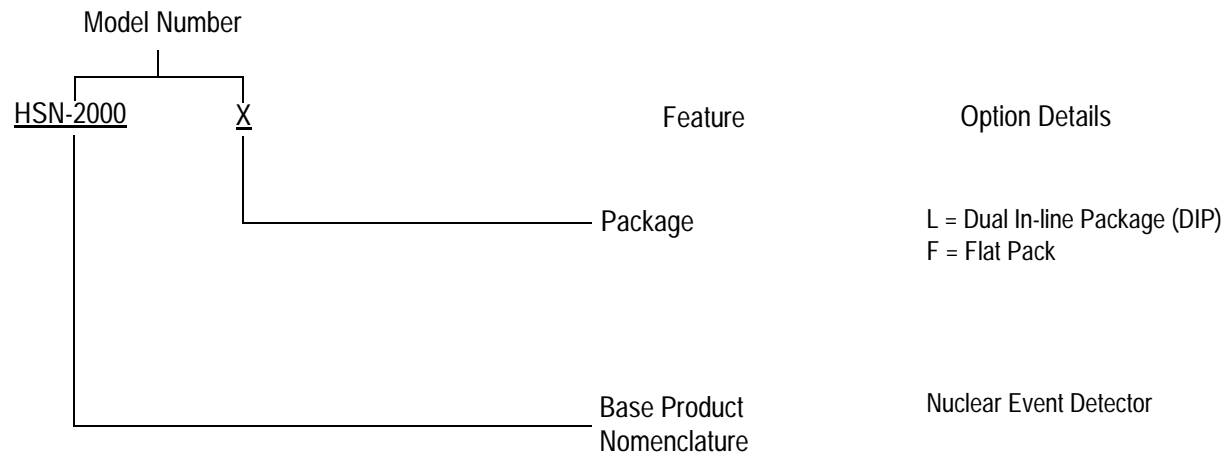 Model Number
HSN-2000 X
Feature Option Details
Package L = Dual In-line Package (DIP)
F = Flat Pack
Base Product Nuclear Event Detector
Nomenclature